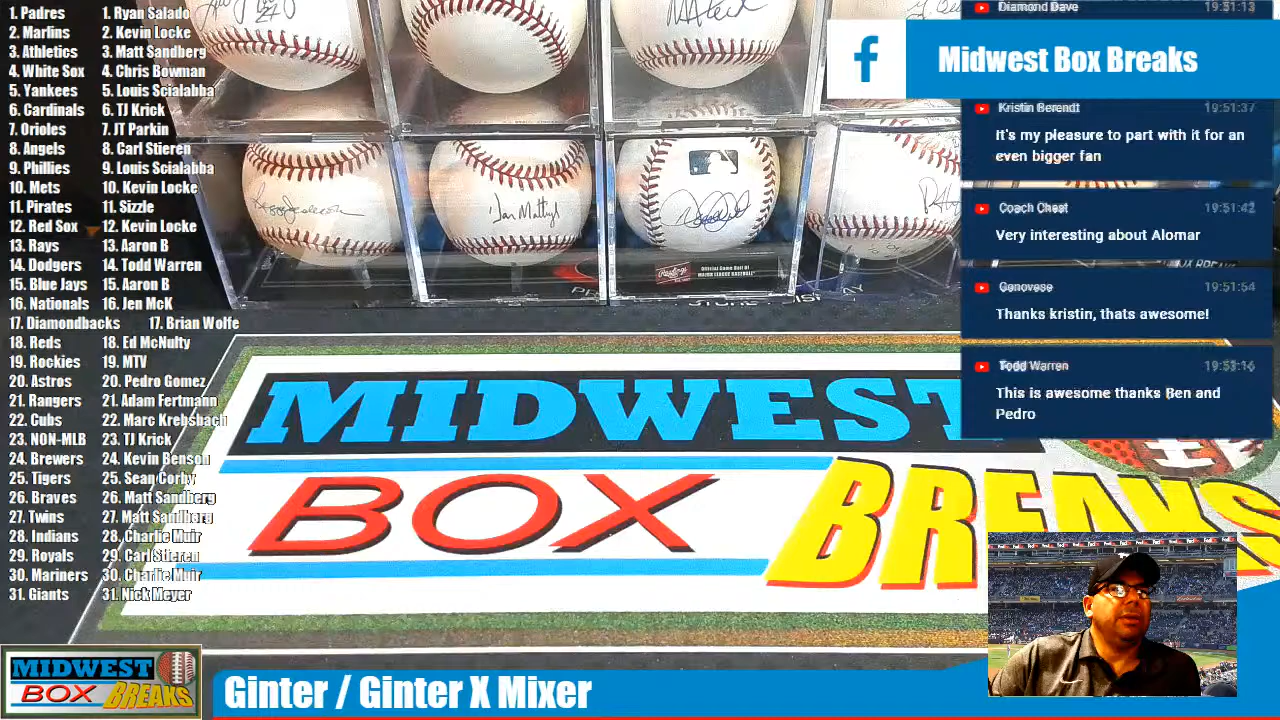 1. Padres 1. Ryan Salado
2. Marlins 2. Kevin Locke
3. Athletics 3. Matt Sandberg
4. White Sox 4. Chris Bowman
5. Yankees 5. Louis Scialabba
6. Cardinals 6. TJ Krick
7. Orioles 7. JT Parkin
8. Angels 8. Carl Stieren
9. Phillies 9. Louis Scialabba
10. Mets 10. Kevin Locke
11. Pirates 11. Sizzle
12. Red Sox 12. Kevin Locke
13. Rays 13. Aaron B
14. Dodgers 14. Todd Warren
15. Blue Jays 15. Aaron B
16. Nationals 16. Jen McK
17. Diamondbacks 17. Brian Wolfe
18. Reds 18. Ed McNulty
19. Rockies 19. MTV
20. Astros 20. Pedro Gomez
21. Rangers 21. Adam Fertmann
22. Cubs 22. Marc Krebsbach
23. NON-MLB 23. TJ Krick
24. Brewers 24. Kevin Benson
25. Tigers 25. Sean Corby
26. Braves 26. Matt Sandberg
27. Twins 27. Matt Sandberg
28. Indians 28. Charlie Muir
29. Royals 29. Carl Stieren
30. Mariners 30. Charlie Muir
31. Giants 31. Nick Meyer
Diamond Dave 19:51:13
Midwest Box Breaks
Kristin Berendt 19:51:37
It's my pleasure to part with it for an
even bigger fan
Coach Chest 19:51:42
Very interesting about Alomar
Genovese 19:51:54
Thanks kristin, thats awesome!
Todd Warren 19:53:16
This is awesome thanks Ben and
Pedro
Rawlings
Official Game Ball of
MAJOR LEAGUE BASEBALL
MIDWEST
BOX BREAKS
MIDWEST
BOX BREAKS
Ginter / Ginter X Mixer